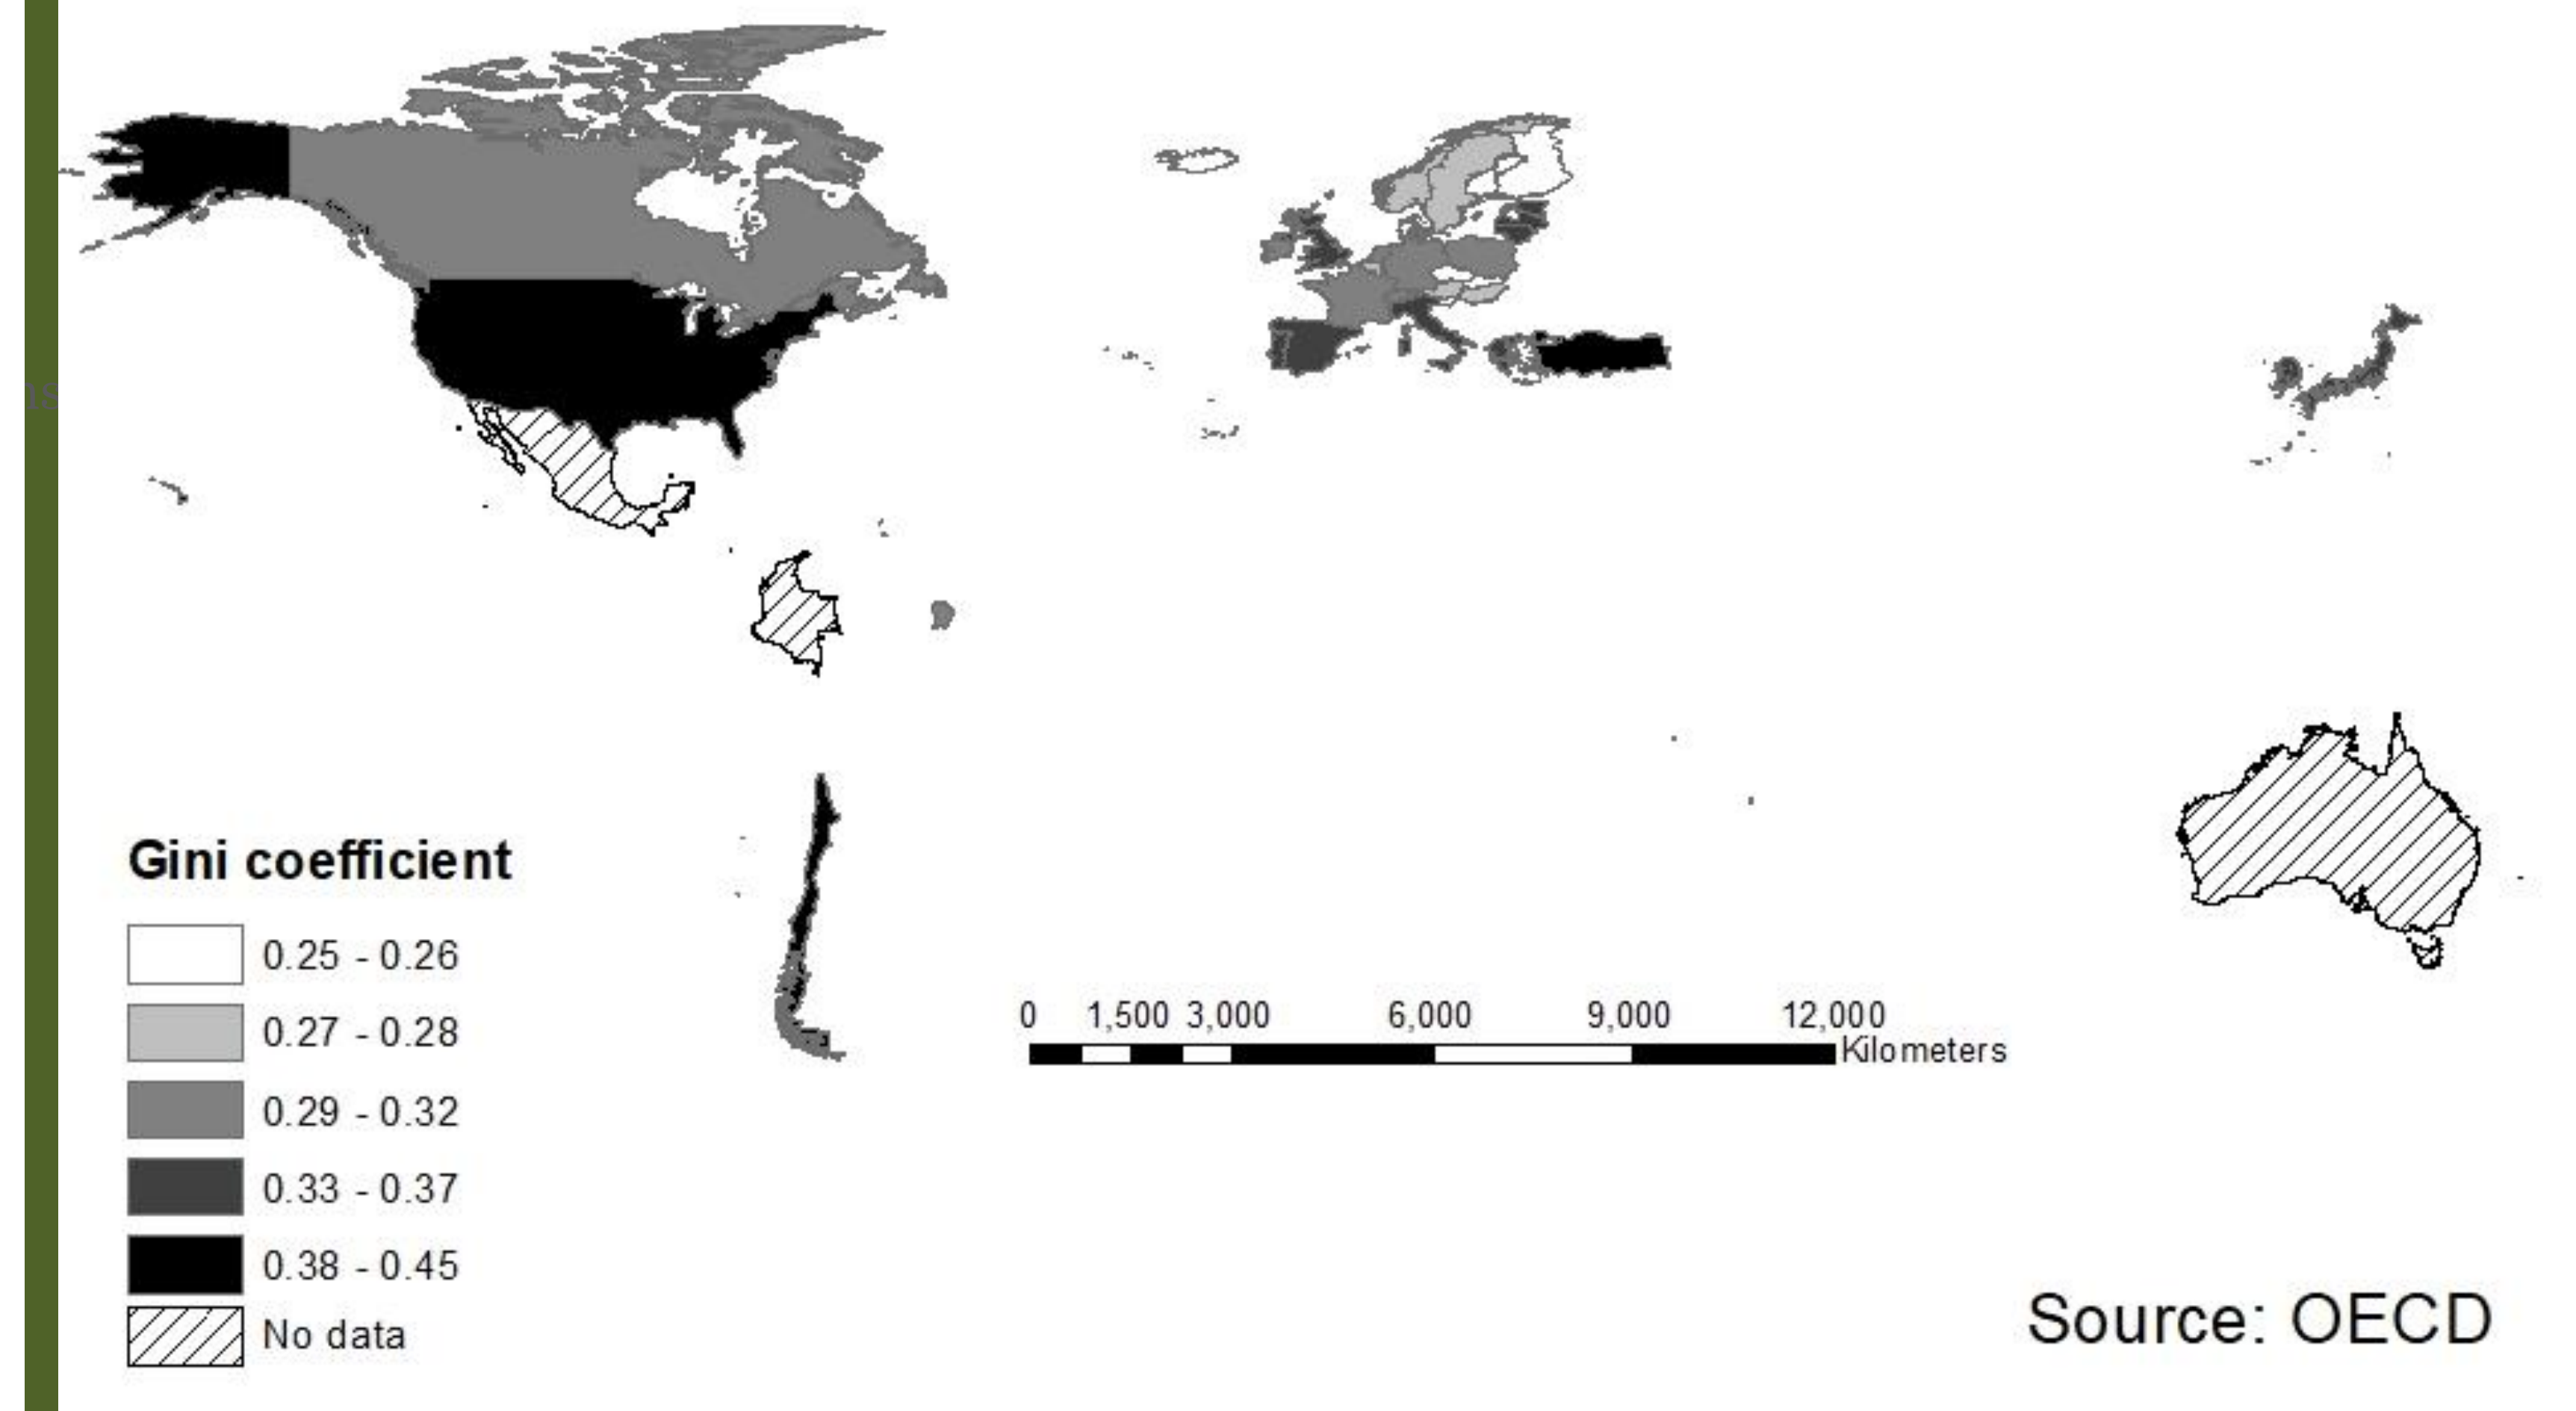 ns
Gini coefficient
0.25 - 0.26
0.27 - 0.28
0.29 - 0.32
0.33 - 0.37
0.38 - 0.45
No data
0 1,500 3,000 6,000 9,000 12,000
Kilometers
Source: OECD